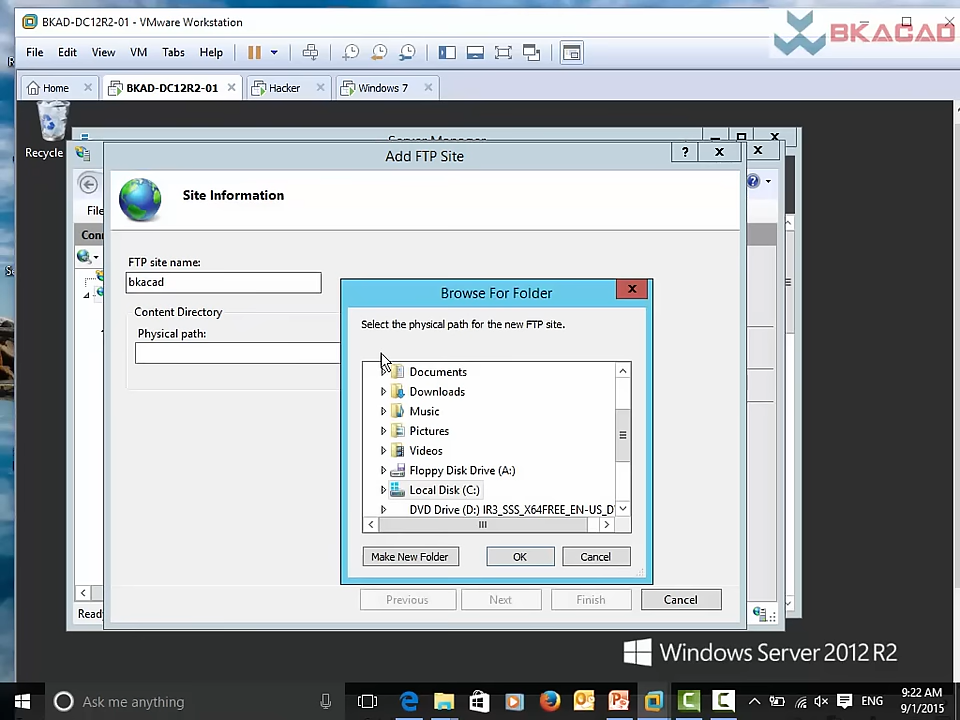 BKAD-DC12R2-01 - VMware Workstation
BKACAD
File Edit View VM Tabs Help
Home BKAD-DC12R2-01 Hacker Windows 7
Recycle
Add FTP Site
?
Site Information
File
FTP site name:
bkacad
Content Directory
Physical path:
Browse For Folder
Select the physical path for the new FTP site.
Documents
Downloads
Music
Pictures
Videos
Floppy Disk Drive (A:)
Local Disk (C:)
DVD Drive (D:) IR3_SSS_X64FREE_EN-US_D
Make New Folder OK Cancel
Previous Next Finish Cancel
Windows Server 2012 R2
Ask me anything
ENG
9:22 AM
9/1/2015